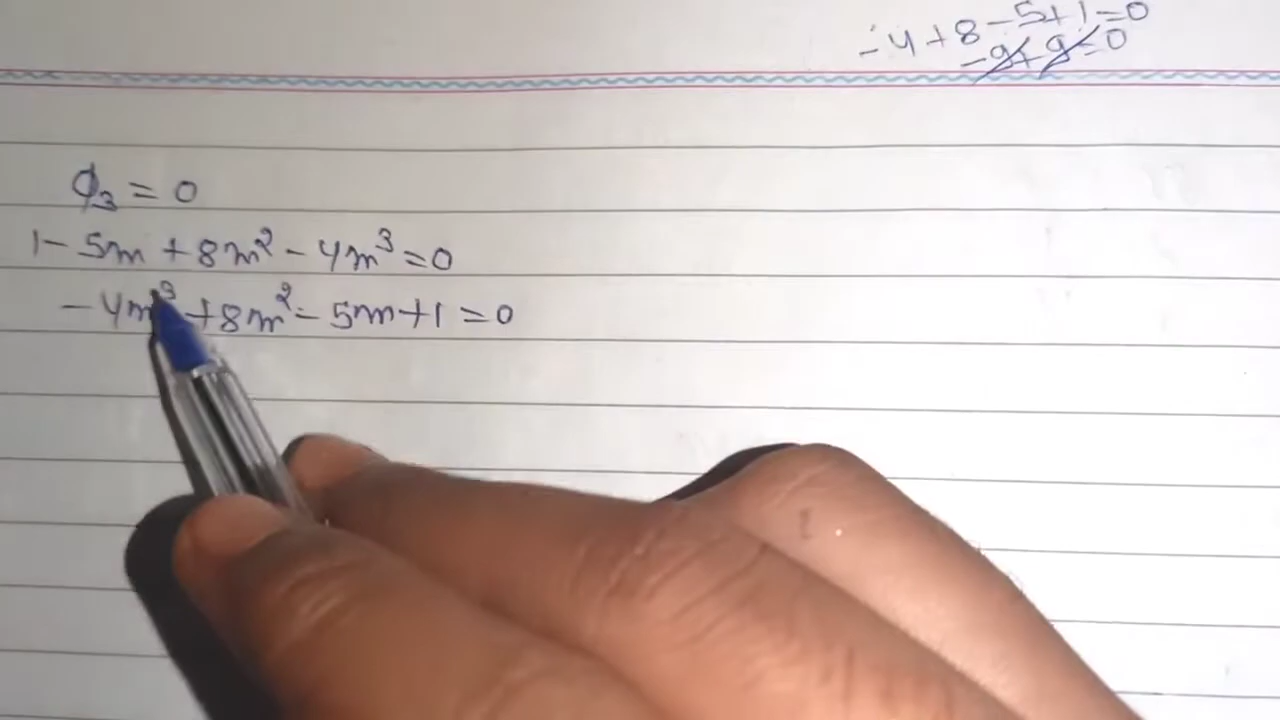 -4+8-5+1=0
-9+9=0
ϕ₃ = 0
1- 5m + 8m² - 4m³ = 0
- 4m³ + 8m² - 5m + 1 = 0